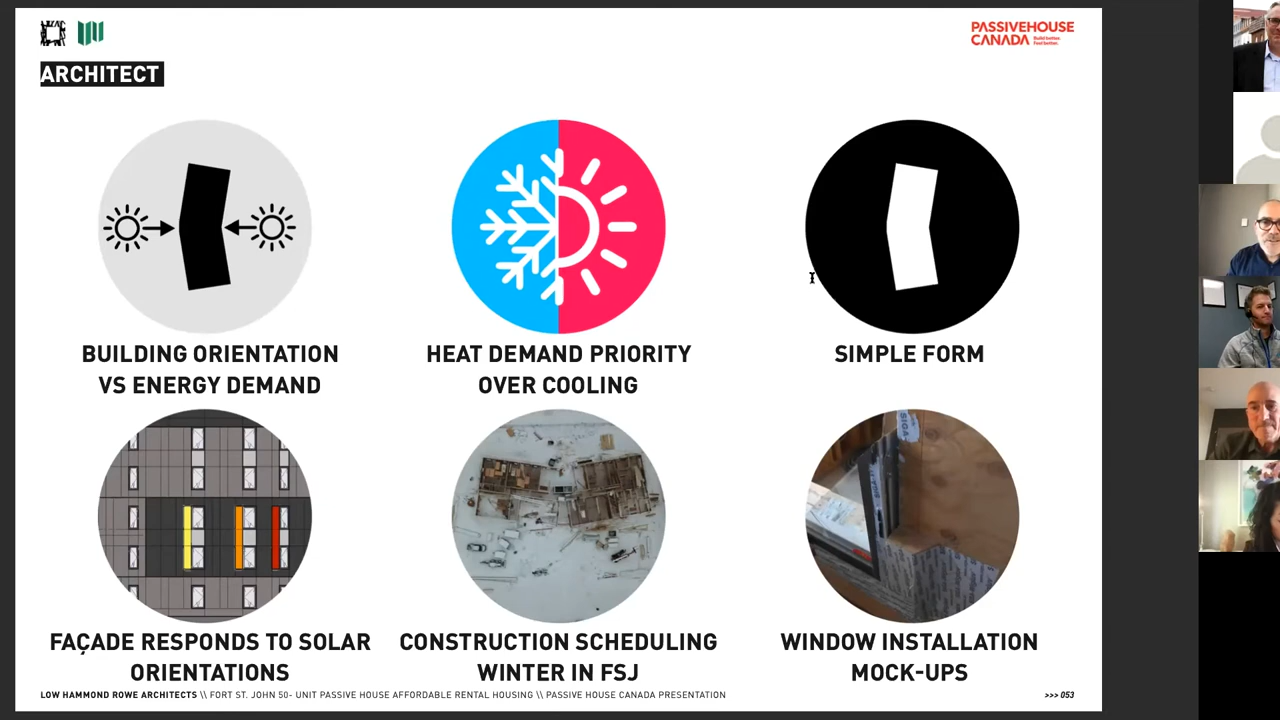 PASSIVEHOUSE
CANADA Build better.
Feel better.
ARCHITECT
BUILDING ORIENTATION
VS ENERGY DEMAND
HEAT DEMAND PRIORITY
OVER COOLING
SIMPLE FORM
SIGA
FAÇADE RESPONDS TO SOLAR
ORIENTATIONS
CONSTRUCTION SCHEDULING
WINTER IN FSJ
WINDOW INSTALLATION
MOCK-UPS
LOW HAMMOND ROWE ARCHITECTS \\ FORT ST. JOHN 50- UNIT PASSIVE HOUSE AFFORDABLE RENTAL HOUSING \\ PASSIVE HOUSE CANADA PRESENTATION
>>> 053